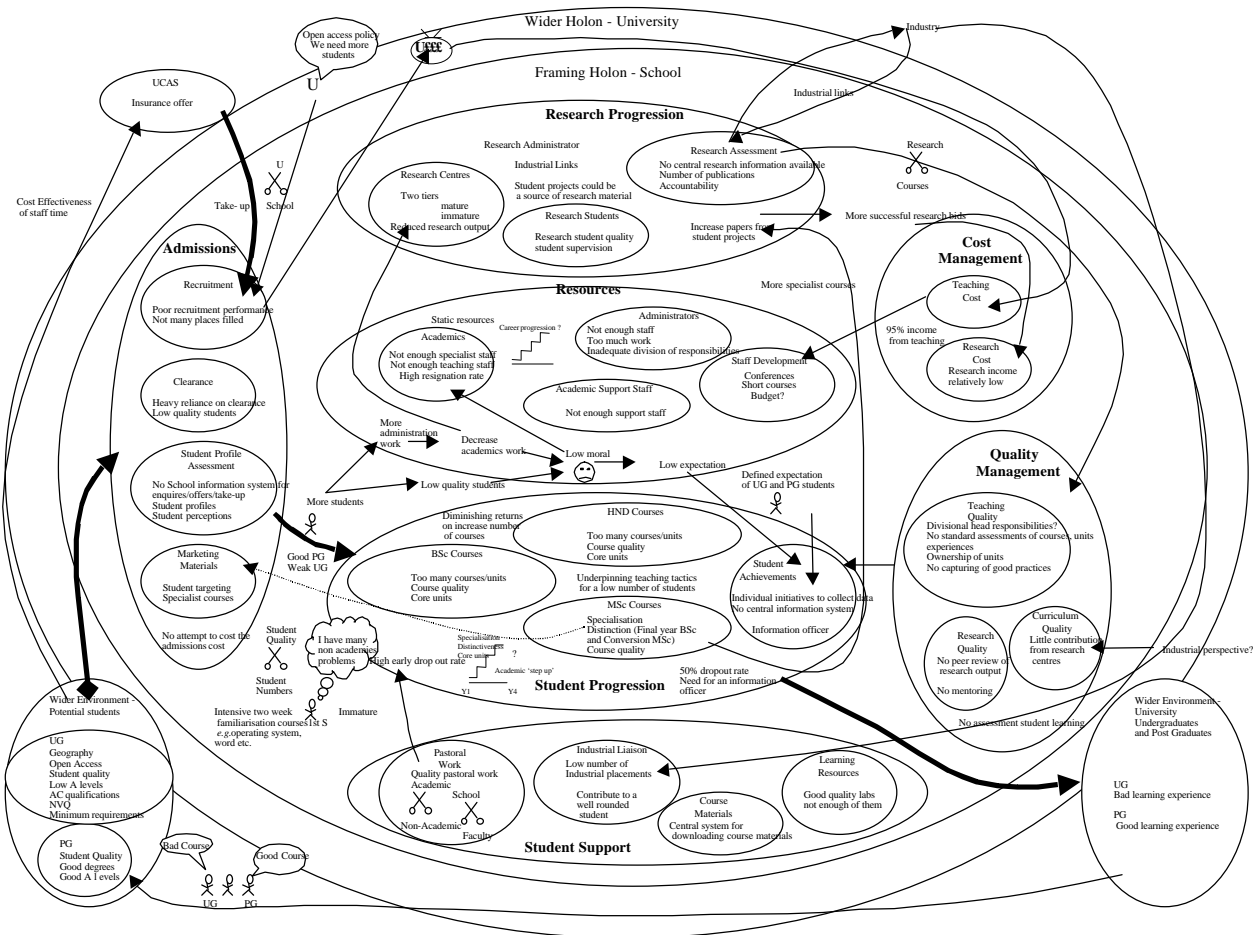 Wider Holon - University
Framing Holon - School
Open access policy
We need more
students
U
U£££
Industry
Industrial links
UCAS
Insurance offer
Cost Effectiveness
of staff time
U
Take- up
School
Research Progression
Research Administrator
Industrial Links
Student projects could be
a source of research material
Research Centres
Two tiers
mature
immature
Reduced research output
Research Students
Research student quality
student supervision
Research Assessment
No central research information available
Number of publications
Accountability
Increase papers from
student projects
Research
Courses
More successful research bids
More specialist courses
Admissions
Recruitment
Poor recruitment performance
Not many places filled
Clearance
Heavy reliance on clearance
Low quality students
Student Profile
Assessment
No School information system for
enquires/offers/take-up
Student profiles
Student perceptions
Marketing
Materials
Student targeting
Specialist courses
No attempt to cost the
admissions cost
Resources
Static resources
Academics
Not enough specialist staff
Not enough teaching staff
High resignation rate
Career progression ?
Administrators
Not enough staff
Too much work
Inadequate division of responsibilities
Academic Support Staff
Not enough support staff
Staff Development
Conferences
Short courses
Budget?
More
administration
work
Decrease
academics work
Low moral
Low expectation
Low quality students
More students
Good PG
Weak UG
Defined expectation
of UG and PG students
Cost
Management
Teaching
Cost
95% income
from teaching
Research
Cost
Research income
relatively low
Quality
Management
Teaching
Quality
Divisional head responsibilities?
No standard assessments of courses, units
experiences
Ownership of units
No capturing of good practices
Research
Quality
No peer review of
research output
No mentoring
Curriculum
Quality
Little contribution
from research
centres
Industrial perspective?
No assessment student learning
Diminishing returns
on increase number
of courses
HND Courses
Too many courses/units
Course quality
Core units
BSc Courses
Too many courses/units
Course quality
Core units
Underpinning teaching tactics
for a low number of students
MSc Courses
Specialisation
Distinction (Final year BSc
and Conversion MSc)
Course quality
Student
Achievements
Individual initiatives to collect data
No central information system
Information officer
Specialisation
Distinctiveness
Core units
?
Academic ‘step up’
Y1
Y4
High early drop out rate
50% dropout rate
Need for an information
officer
Student Progression
Student
Quality
Student
Numbers
I have many
non academic
problems
Immature
Intensive two week
familiarisation courses1st S
e.g.operating system,
word etc.
Student Support
Pastoral
Work
Quality pastoral work
Academic
School
Non-Academic
Faculty
Industrial Liaison
Low number of
Industrial placements
Contribute to a
well rounded
student
Course
Materials
Central system for
downloading course materials
Learning
Resources
Good quality labs
not enough of them
Wider Environment -
Potential students
UG
Geography
Open Access
Student quality
Low A levels
AC qualifications
NVQ
Minimum requirements
PG
Student Quality
Good degrees
Good A l evels
Bad Course
Good Course
UG
PG
Wider Environment -
University
Undergraduates
and Post Graduates
UG
Bad learning experience
PG
Good learning experience